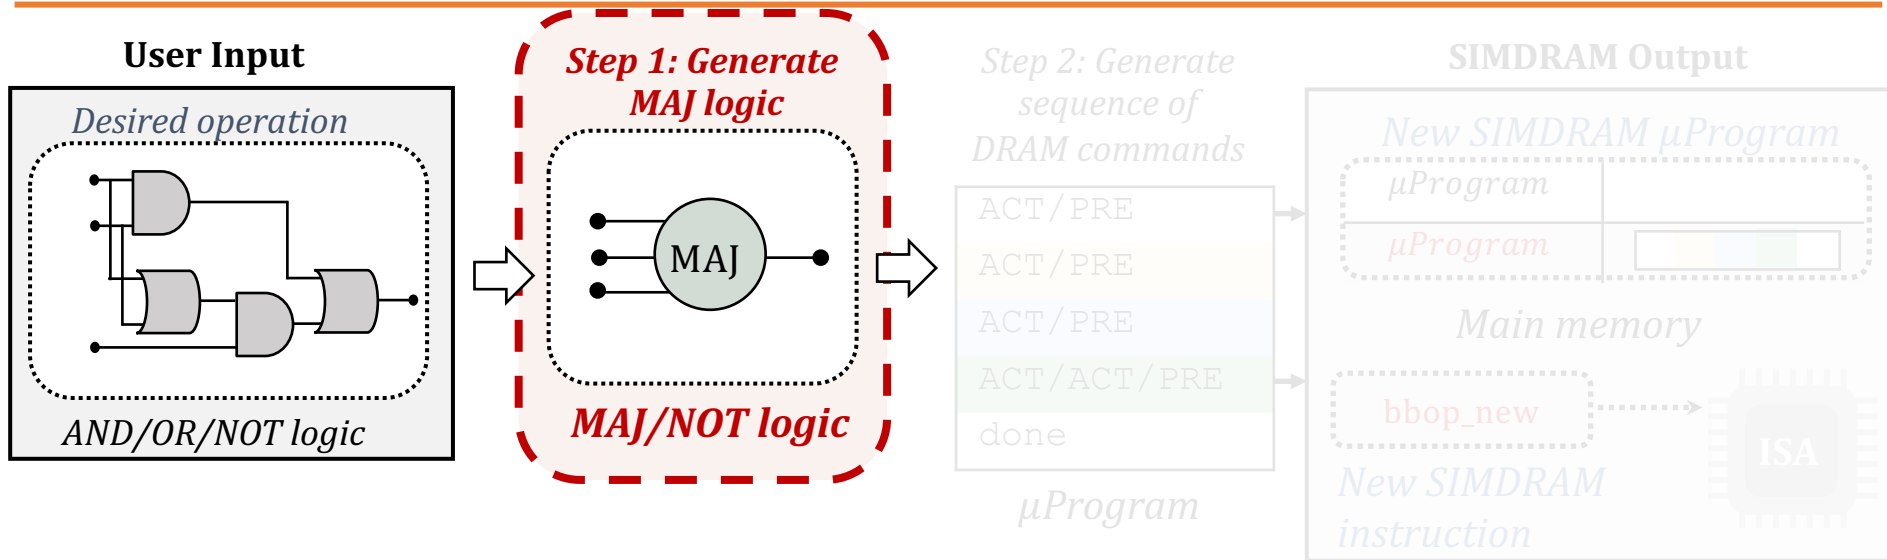 User Input
Desired operation
AND/OR/NOT logic
Step 1: Generate
MAJ logic
MAJ
MAJ/NOT logic
Step 2: Generate
sequence of
DRAM commands
ACT/PRE
ACT/PRE
ACT/PRE
ACT/ACT/PRE
done
μProgram
SIMDRAM Output
New SIMDRAM μProgram
μProgram
μProgram
Main memory
bbop_new
ISA
New SIMDRAM
instruction